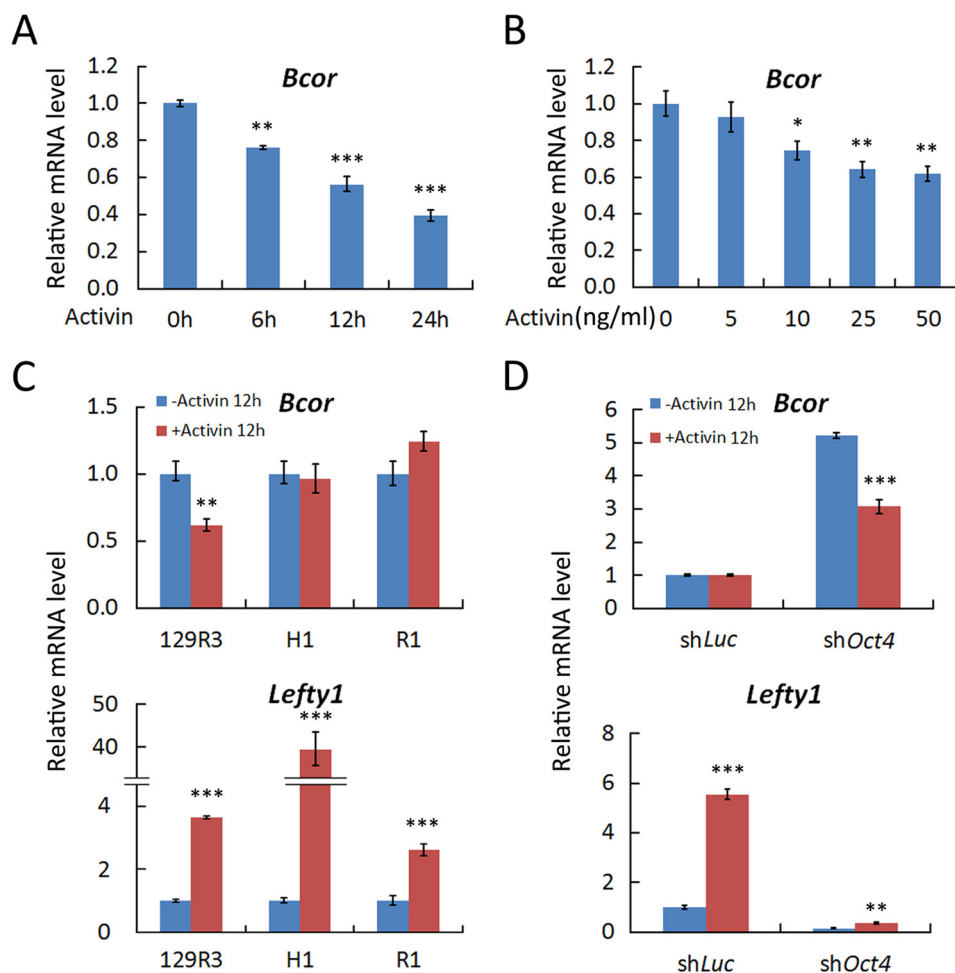 A
Bcor
Relative mRNA level
1.2
1.0
0.8
0.6
0.4
0.2
0.0
**
***
***
Activin 0h 6h 12h 24h
B
Bcor
Relative mRNA level
1.2
1.0
0.8
0.6
0.4
0.2
0.0
*
**
**
Activin(ng/ml) 0 5 10 25 50
C
-Activin 12h
+Activin 12h
Bcor
1.5
1.0
0.5
0.0
**
129R3 H1 R1
Relative mRNA level
Lefty1
50
40
4
2
0
***
***
***
129R3 H1 R1
D
-Activin 12h
+Activin 12h
Bcor
6
5
4
3
2
1
0
***
shLuc shOct4
Relative mRNA level
Lefty1
8
6
4
2
0
***
**
shLuc shOct4